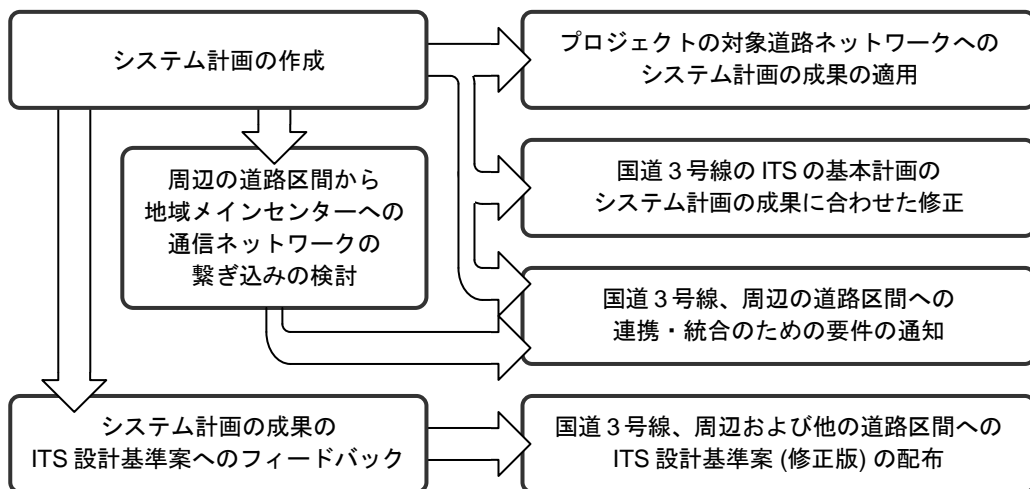 システム計画の作成
プロジェクトの対象道路ネットワークへの
システム計画の成果の適用
周辺の道路区間から
地域メインセンターへの
通信ネットワークの
繋ぎ込みの検討
国道3号線の ITS の基本計画の
システム計画の成果に合わせた修正
国道3号線、周辺の道路区間への
連携・統合のための要件の通知
システム計画の成果の
ITS 設計基準案へのフィードバック
国道3号線、周辺および他の道路区間への
ITS 設計基準案 (修正版) の配布